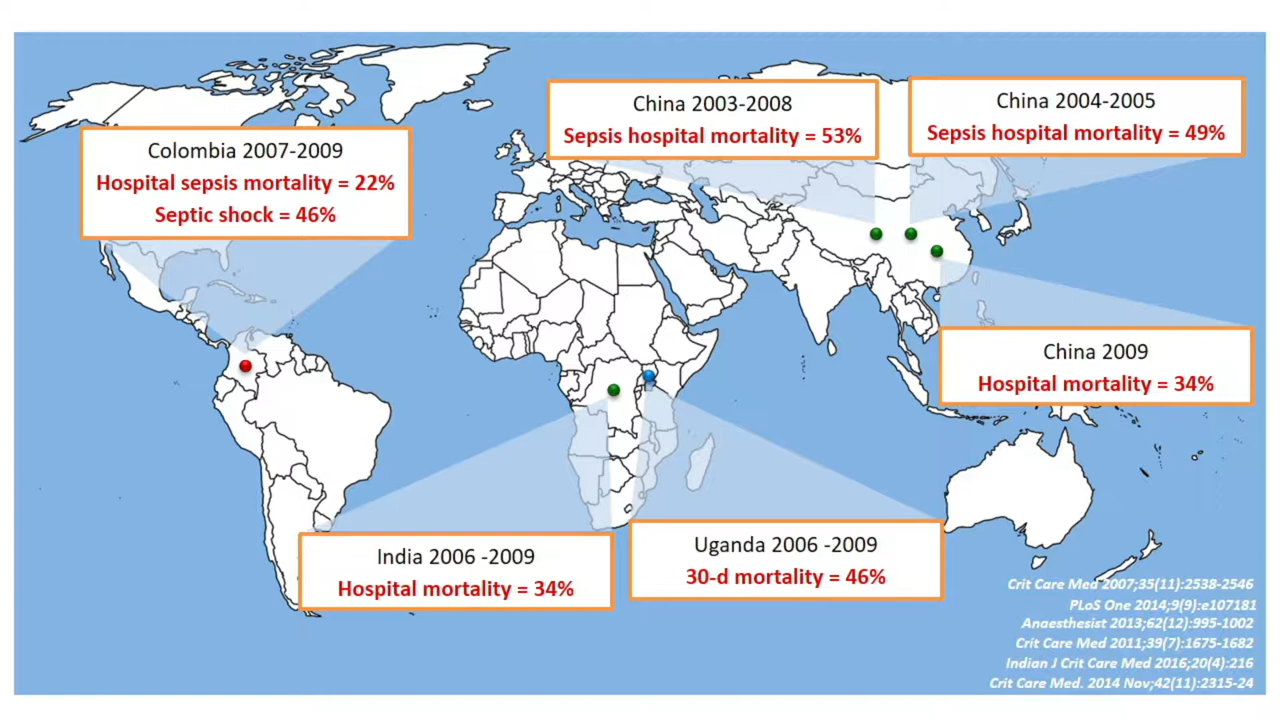 China 2003-2008
Sepsis hospital mortality = 53%
China 2004-2005
Sepsis hospital mortality = 49%
Colombia 2007-2009
Hospital sepsis mortality = 22%
Septic shock = 46%
China 2009
Hospital mortality = 34%
India 2006 -2009
Hospital mortality = 34%
Uganda 2006 -2009
30-d mortality = 46%
Crit Care Med 2007;35(11):2538-2546
PLoS One 2014;9(9):e107181
Anaesthesist 2013;62(12):995-1002
Crit Care Med 2011;39(7):1675-1682
Indian J Crit Care Med 2016;20(4):216
Crit Care Med. 2014 Nov;42(11):2315-24